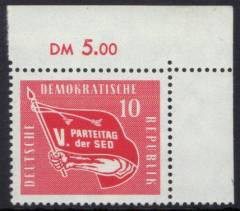 DM 5.00
DEUTSCHE
DEMOKRATISCHE
REPUBLIK
10
V. PARTEITAG
der SED